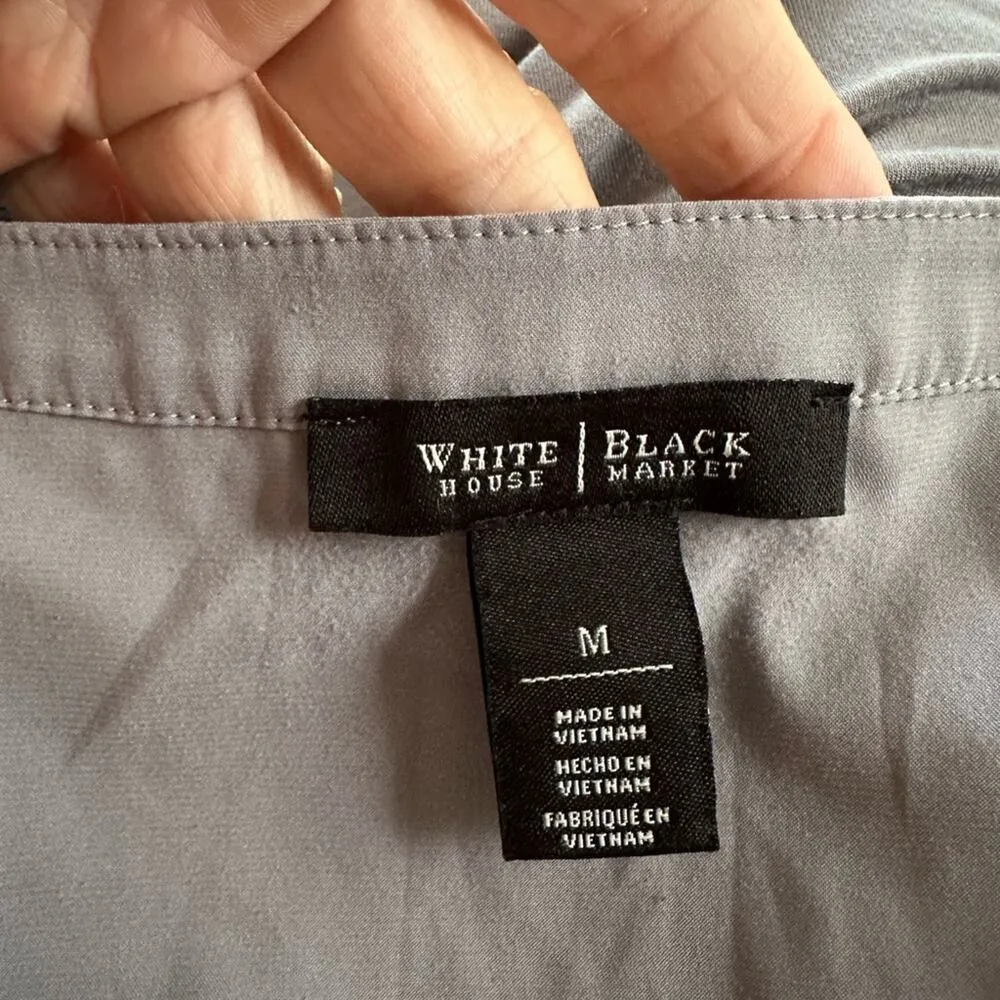 WHITE | BLACK
HOUSE | MARKET
M
MADE IN
VIETNAM
HECHO EN
VIETNAM
FABRIQUÉ EN
VIETNAM